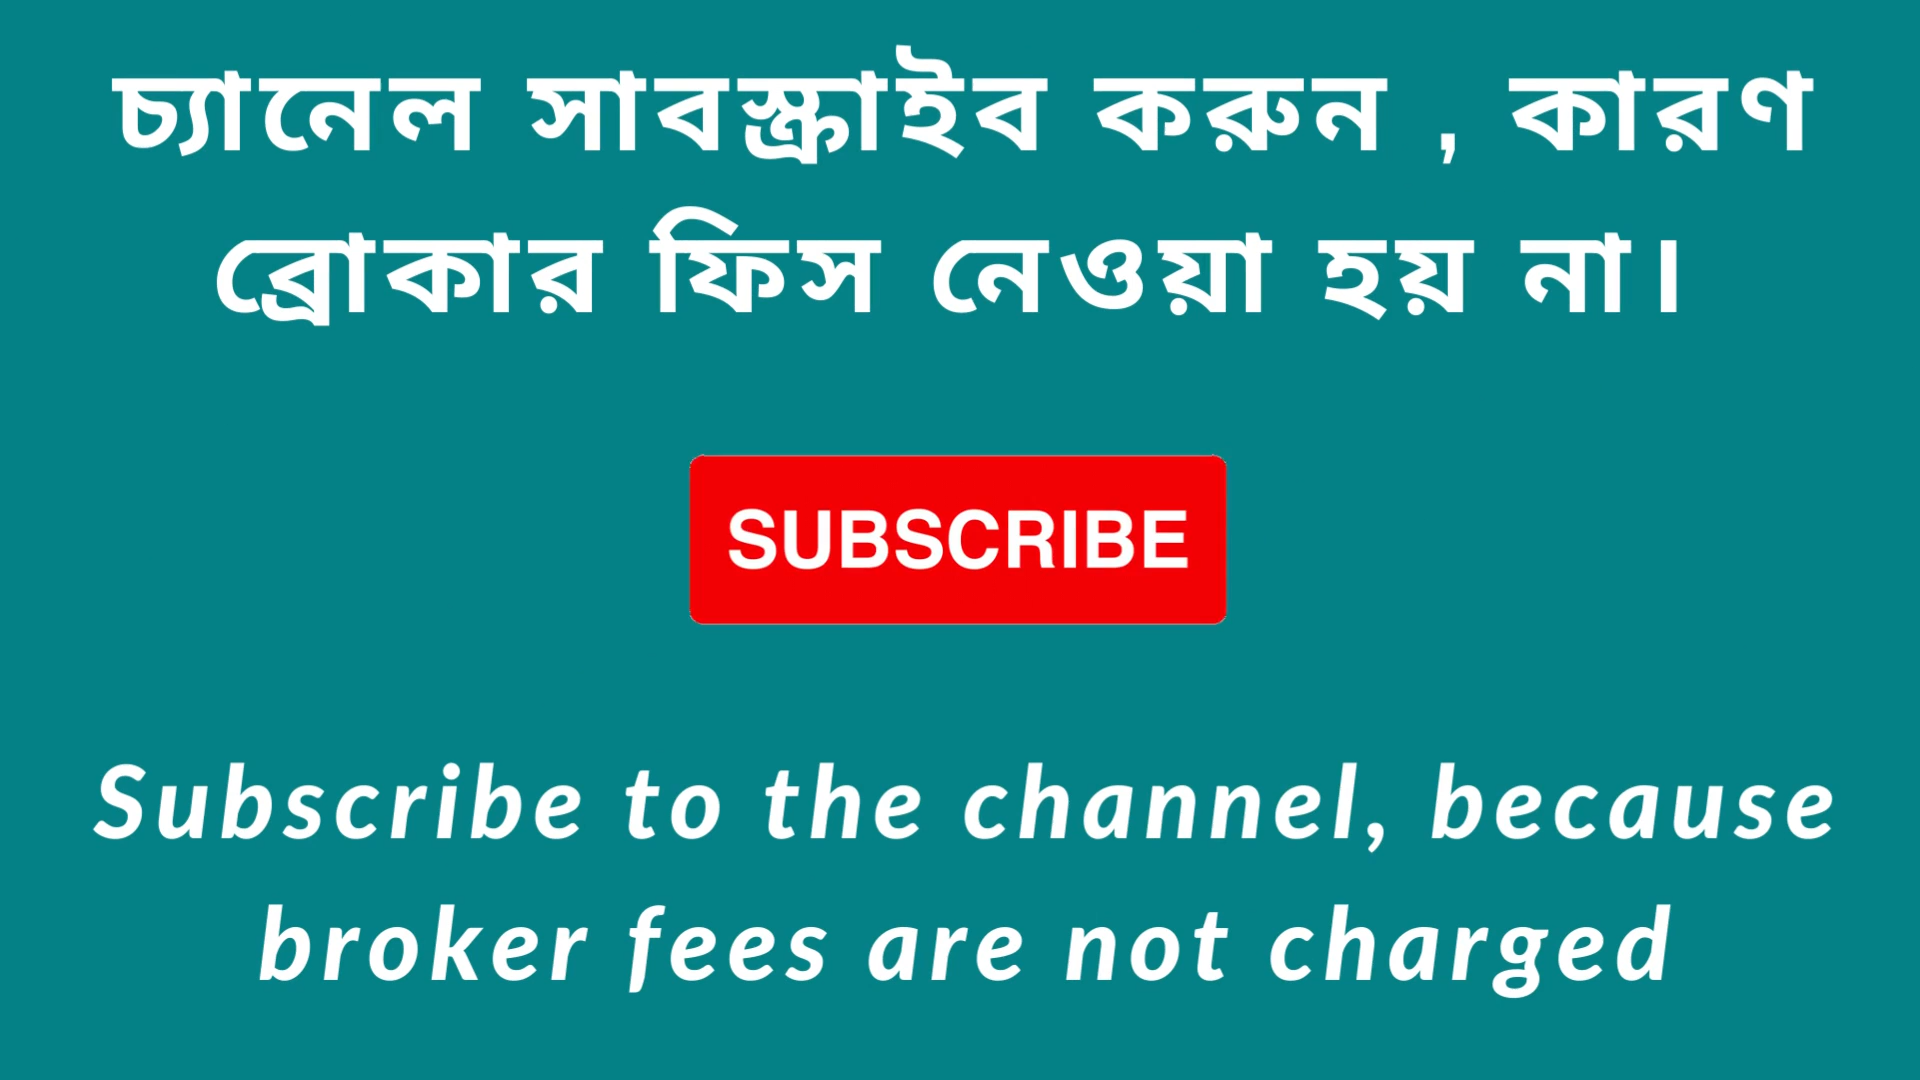 চ্যানেল সাবস্ক্রাইব করুন , কারণ
ব্রোকার ফিস নেওয়া হয় না।
SUBSCRIBE
Subscribe to the channel, because
broker fees are not charged